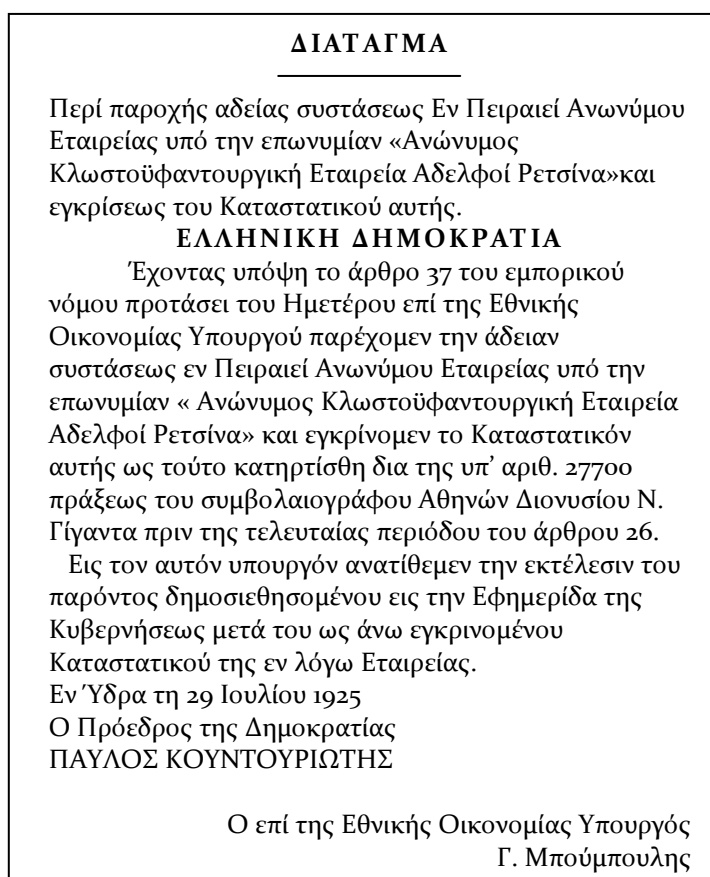 ΔΙΑΤΑΓΜΑ
Περί παροχής αδείας συστάσεως Εν Πειραιεί Ανωνύμου
Εταιρείας υπό την επωνυμίαν «Ανώνυμος
Κλωστοϋφαντουργική Εταιρεία Αδελφοί Ρετσίνα»και
εγκρίσεως του Καταστατικού αυτής.
ΕΛΛΗΝΙΚΗ ΔΗΜΟΚΡΑΤΙΑ
Έχοντας υπόψη το άρθρο 37 του εμπορικού
νόμου προτάσει του Ημετέρου επί της Εθνικής
Οικονομίας Υπουργού παρέχομεν την άδειαν
συστάσεως εν Πειραιεί Ανωνύμου Εταιρείας υπό την
επωνυμίαν « Ανώνυμος Κλωστοϋφαντουργική Εταιρεία
Αδελφοί Ρετσίνα» και εγκρίνομεν το Καταστατικόν
αυτής ως τούτο κατηρτίσθη δια της υπ’ αριθ. 27700
πράξεως του συμβολαιογράφου Αθηνών Διονυσίου Ν.
Γίγαντα πριν της τελευταίας περιόδου του άρθρου 26.
Εις τον αυτόν υπουργόν ανατίθεμεν την εκτέλεσιν του
παρόντος δημοσιεθησομένου εις την Εφημερίδα της
Κυβερνήσεως μετά του ως άνω εγκρινομένου
Καταστατικού της εν λόγω Εταιρείας.
Εν Ύδρα τη 29 Ιουλίου 1925
Ο Πρόεδρος της Δημοκρατίας
ΠΑΥΛΟΣ ΚΟΥΝΤΟΥΡΙΩΤΗΣ
Ο επί της Εθνικής Οικονομίας Υπουργός
Γ. Μπούμπουλης